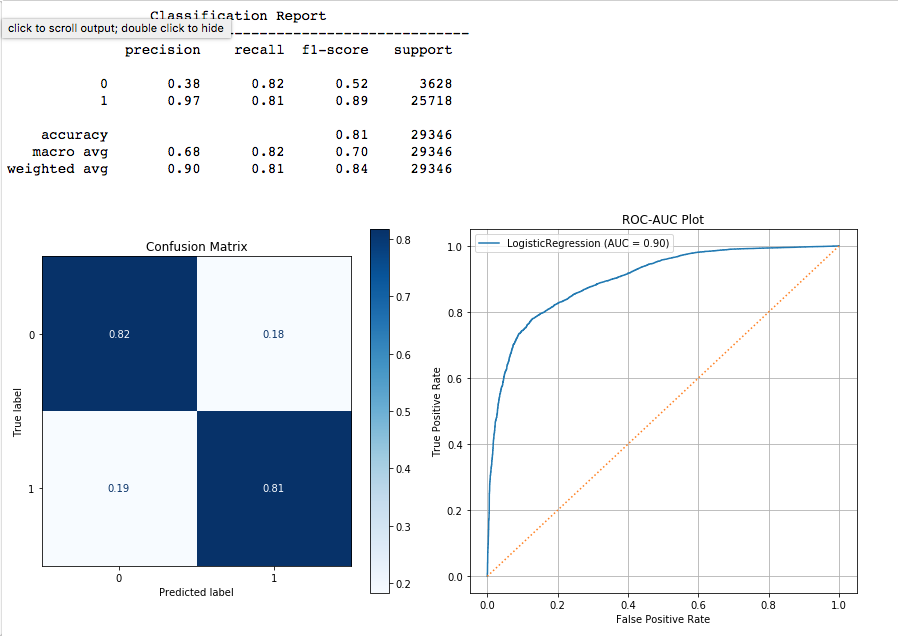 Classification Report
click to scroll output; double click to hide
--------------------------------
precision recall f1-score support
0 0.38 0.82 0.52 3628
1 0.97 0.81 0.89 25718
accuracy 0.81 29346
macro avg 0.68 0.82 0.70 29346
weighted avg 0.90 0.81 0.84 29346
Confusion Matrix
0.82 0.18
0.19 0.81
0
1
True label
0 1
Predicted label
0.8
0.7
0.6
0.5
0.4
0.3
0.2
ROC-AUC Plot
LogisticRegression (AUC = 0.90)
1.0
0.8
0.6
0.4
0.2
0.0
True Positive Rate
0.0 0.2 0.4 0.6 0.8 1.0
False Positive Rate